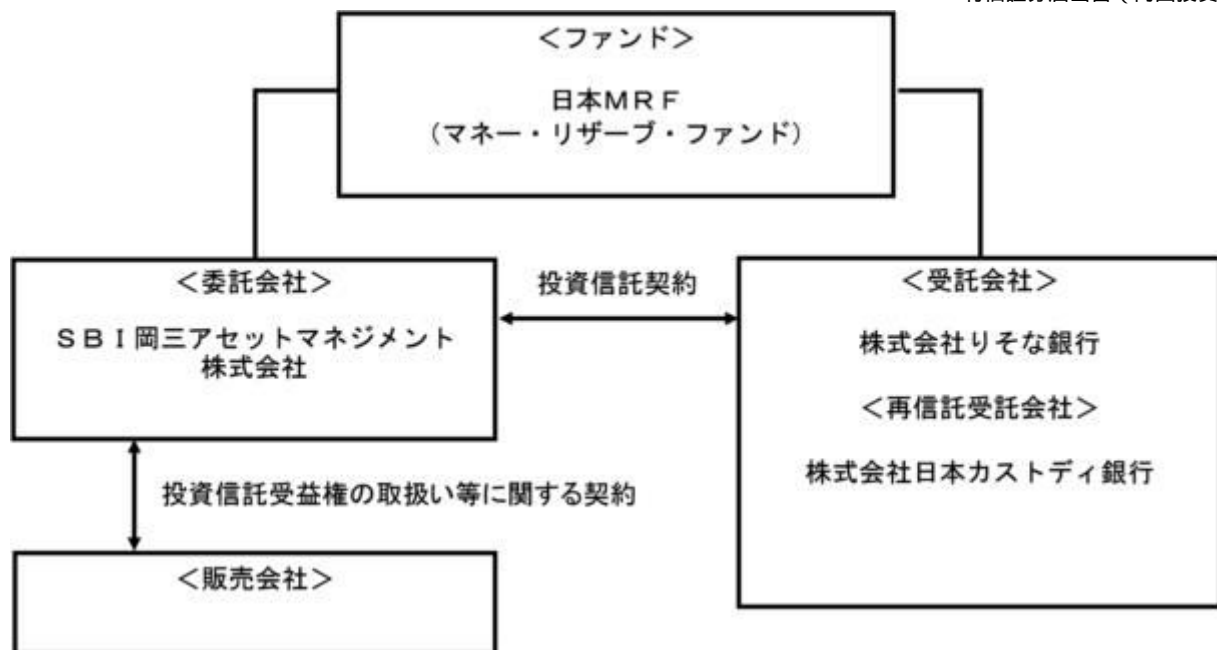 ＜ファンド＞
日本ＭＲＦ
（マネー・リザーブ・ファンド）
＜委託会社＞
ＳＢＩ岡三アセットマネジメント
株式会社
投資信託契約
＜受託会社＞
株式会社りそな銀行
＜再信託受託会社＞
株式会社日本カストディ銀行
投資信託受益権の取扱い等に関する契約
＜販売会社＞